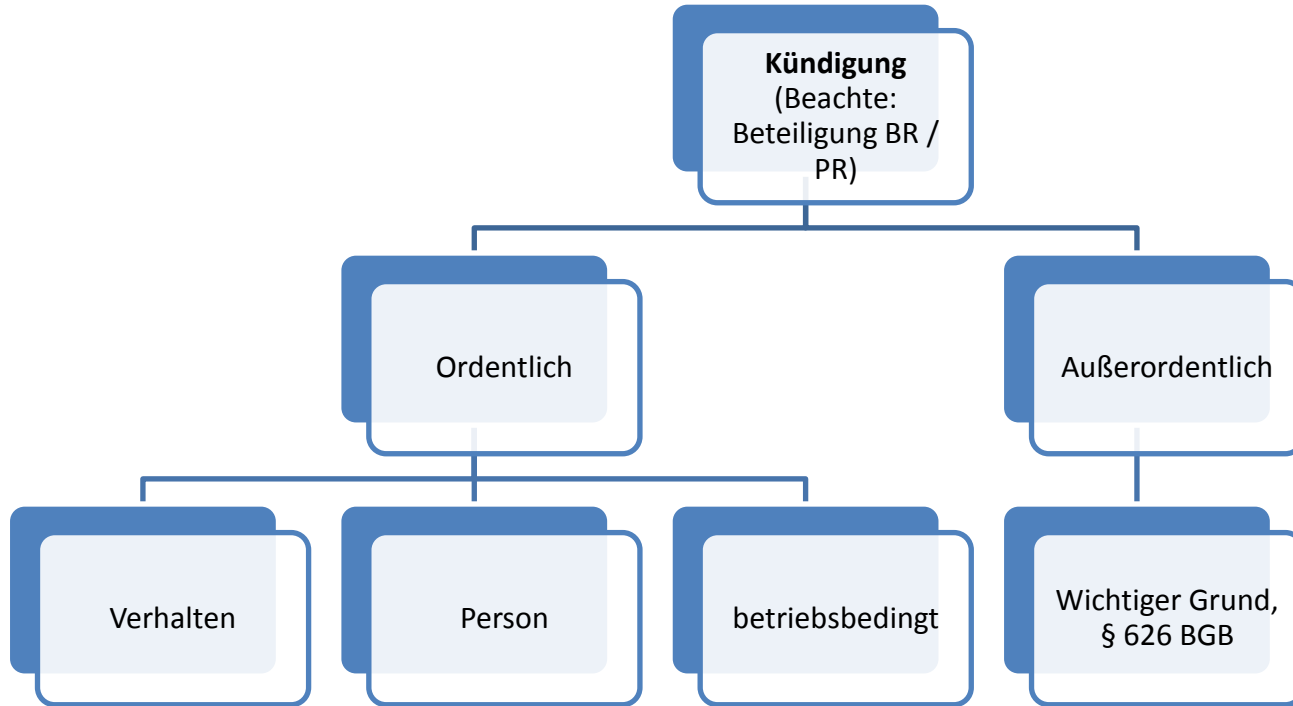 Kündigung
(Beachte:
Beteiligung BR /
PR)
Ordentlich
Außerordentlich
Verhalten
Person
betriebsbedingt
Wichtiger Grund,
§ 626 BGB